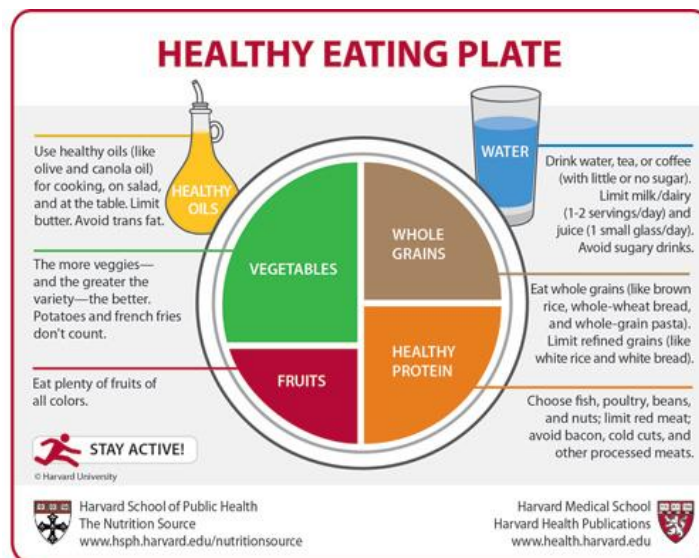 HEALTHY EATING PLATE
Use healthy oils (like
olive and canola oil)
for cooking, on salad,
and at the table. Limit
butter. Avoid trans fat.
HEALTHY
OILS
The more veggies—
and the greater the
variety—the better.
Potatoes and french fries
don't count.
Eat plenty of fruits of
all colors.
VEGETABLES
FRUITS
WHOLE
GRAINS
HEALTHY
PROTEIN
WATER
Drink water, tea, or coffee
(with little or no sugar).
Limit milk/dairy
(1-2 servings/day) and
juice (1 small glass/day).
Avoid sugary drinks.
Eat whole grains (like brown
rice, whole-wheat bread,
and whole-grain pasta).
Limit refined grains (like
white rice and white bread).
Choose fish, poultry, beans,
and nuts; limit red meat;
avoid bacon, cold cuts, and
other processed meats.
STAY ACTIVE!
© Harvard University
Harvard School of Public Health
The Nutrition Source
www.hsph.harvard.edu/nutritionsource
Harvard Medical School
Harvard Health Publications
www.health.harvard.edu